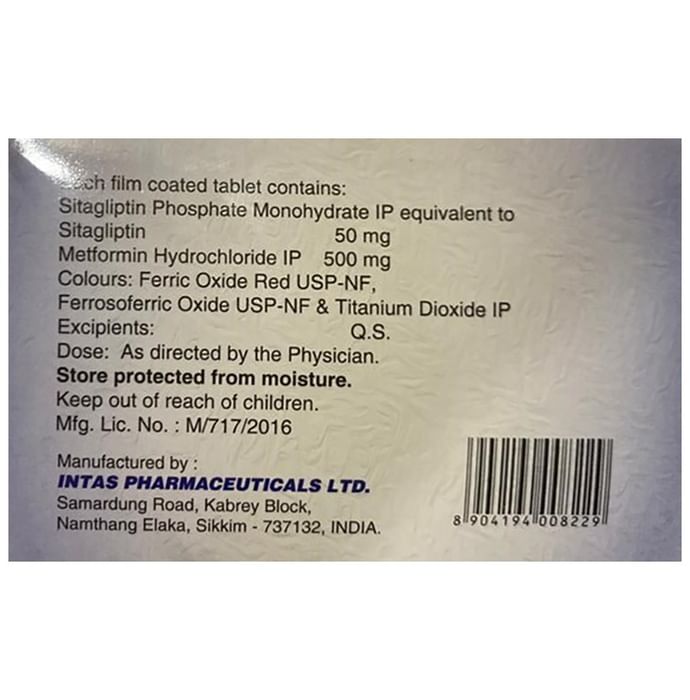 Each film coated tablet contains:
Sitagliptin Phosphate Monohydrate IP equivalent to
Sitagliptin 50 mg
Metformin Hydrochloride IP 500 mg
Colours: Ferric Oxide Red USP-NF,
Ferrosoferric Oxide USP-NF & Titanium Dioxide IP
Excipients: Q.S.
Dose: As directed by the Physician.
Store protected from moisture.
Keep out of reach of children.
Mfg. Lic. No. : M/717/2016
Manufactured by :
INTAS PHARMACEUTICALS LTD.
Samardung Road, Kabrey Block,
Namthang Elaka, Sikkim - 737132, INDIA.
8 904194 008229